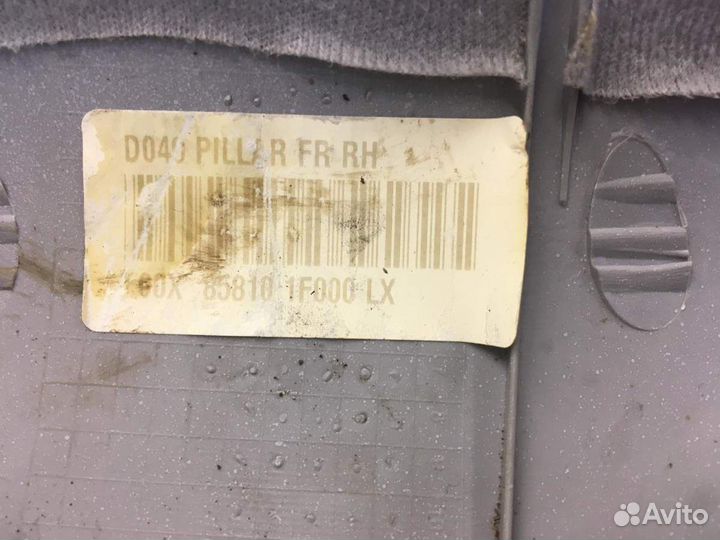 D040 PILLAR FR RH
85810 1F000 LX
Avito